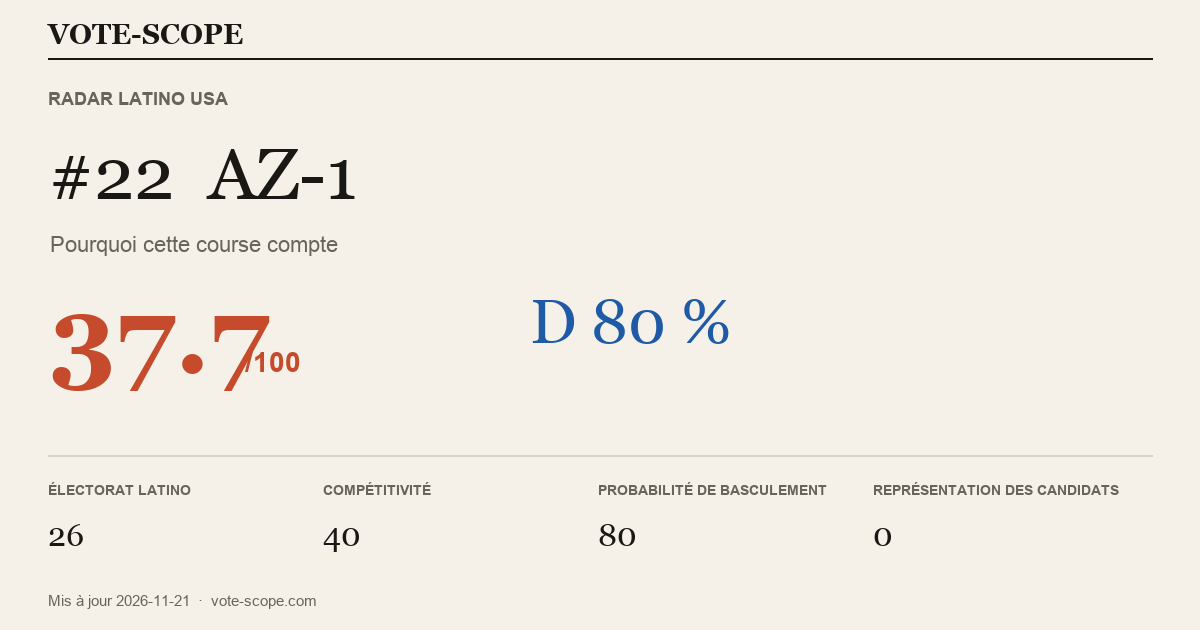 VOTE-SCOPE
RADAR LATINO USA
#22 AZ-1
Pourquoi cette course compte
37.7/100
D 80 %
ÉLECTORAT LATINO
26
COMPÉTITIVITÉ
40
PROBABILITÉ DE BASCULEMENT
80
REPRÉSENTATION DES CANDIDATS
0
Mis à jour 2026-11-21 · vote-scope.com